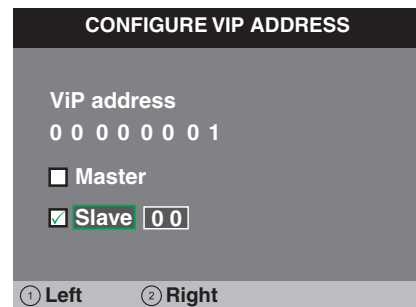 CONFIGURE VIP ADDRESS
ViP address
0 0 0 0 0 0 0 1
Master
Slave 0 0
1 Left 2 Right